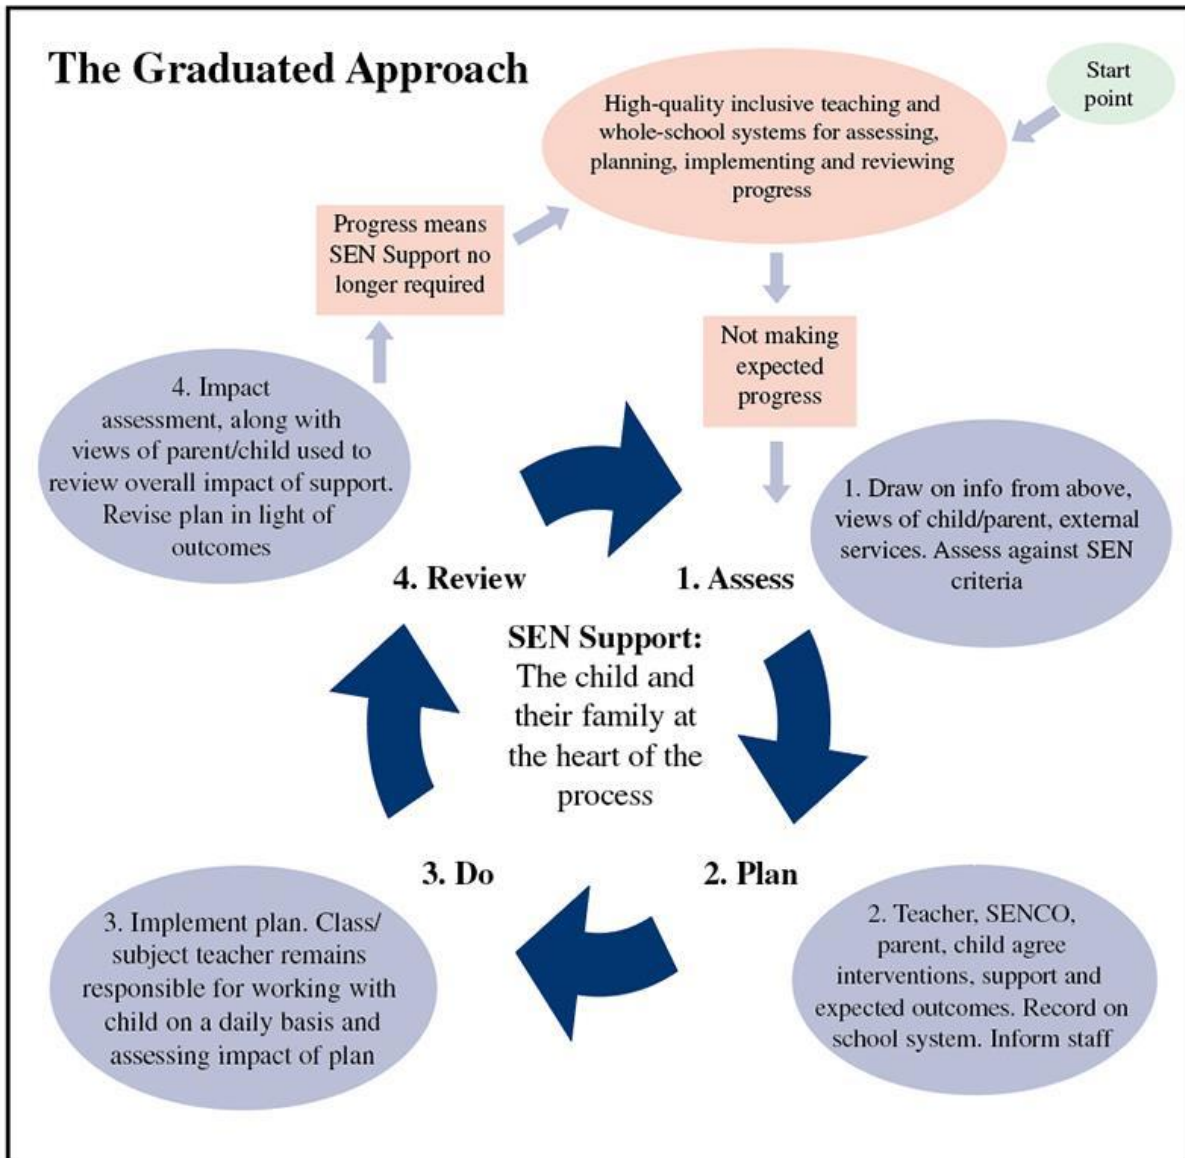 The Graduated Approach
Start
point
High-quality inclusive teaching and
whole-school systems for assessing,
planning, implementing and reviewing
progress
Progress means
SEN Support no
longer required
Not making
expected
progress
4. Impact
assessment, along with
views of parent/child used to
review overall impact of support.
Revise plan in light of
outcomes
1. Draw on info from above,
views of child/parent, external
services. Assess against SEN
criteria
4. Review
1. Assess
SEN Support:
The child and
their family at
the heart of the
process
3. Do
2. Plan
3. Implement plan. Class/
subject teacher remains
responsible for working with
child on a daily basis and
assessing impact of plan
2. Teacher, SENCO,
parent, child agree
interventions, support and
expected outcomes. Record on
school system. Inform staff